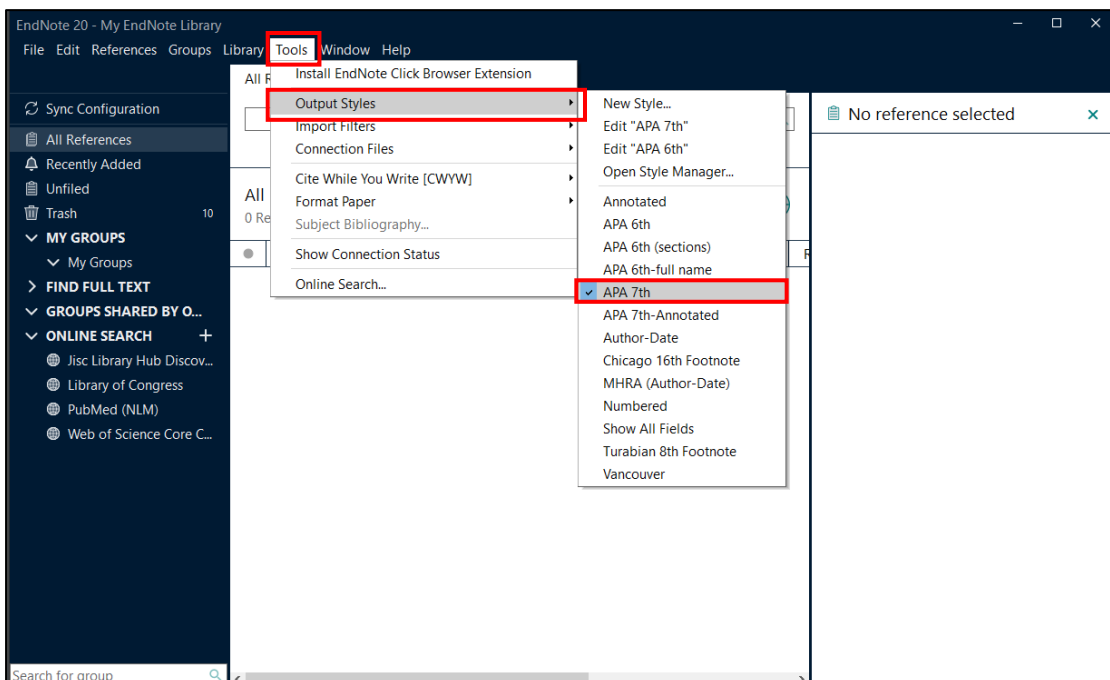 EndNote 20 - My EndNote Library
File Edit References Groups Library Tools Window Help
Sync Configuration
All References
Recently Added
Unfiled
Trash 10
MY GROUPS
My Groups
FIND FULL TEXT
GROUPS SHARED BY O...
ONLINE SEARCH +
Jisc Library Hub Discov...
Library of Congress
PubMed (NLM)
Web of Science Core C...
Search for group
All
All
0
Install EndNote Click Browser Extension
Output Styles
Import Filters
Connection Files
Cite While You Write [CWYW]
Format Paper
Subject Bibliography...
Show Connection Status
Online Search...
New Style...
Edit "APA 7th"
Edit "APA 6th"
Open Style Manager...
Annotated
APA 6th
APA 6th (sections)
APA 6th-full name
APA 7th
APA 7th-Annotated
Author-Date
Chicago 16th Footnote
MHRA (Author-Date)
Numbered
Show All Fields
Turabian 8th Footnote
Vancouver
No reference selected